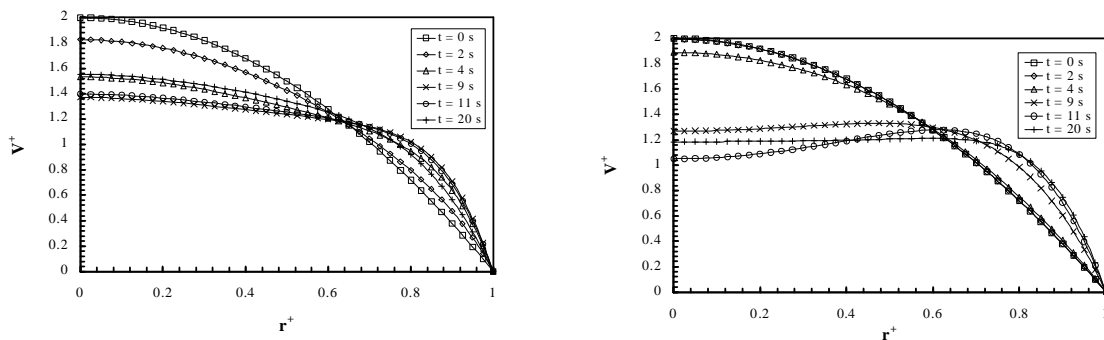 2
1.8
1.6
1.4
1.2
1
0.8
0.6
0.4
0.2
0
V+
0 0.2 0.4 0.6 0.8 1
r+
t = 0 s
t = 2 s
t = 4 s
t = 9 s
t = 11 s
t = 20 s
2
1.8
1.6
1.4
1.2
1
0.8
0.6
0.4
0.2
0
V+
0 0.2 0.4 0.6 0.8 1
r+
t = 0 s
t = 2 s
t = 4 s
t = 9 s
t = 11 s
t = 20 s